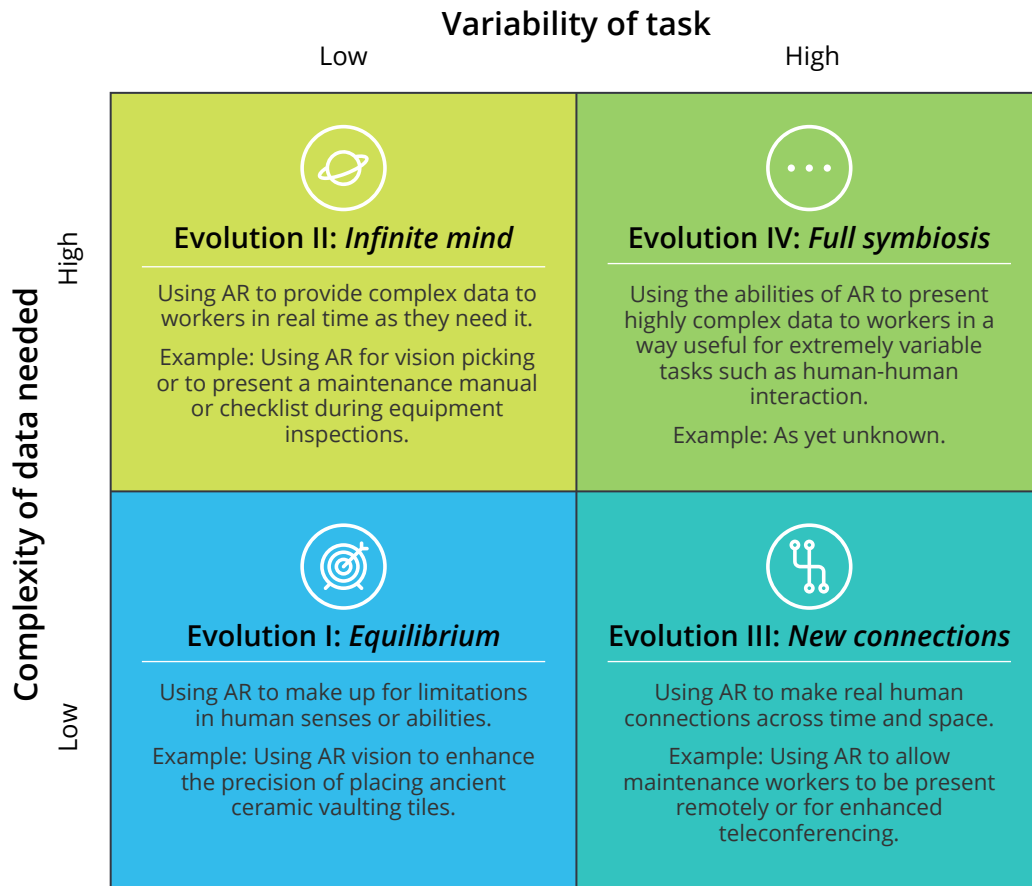 Variability of task
Low
High
Complexity of data needed
High
Low
Evolution II: Infinite mind
Using AR to provide complex data to
workers in real time as they need it.
Example: Using AR for vision picking
or to present a maintenance manual
or checklist during equipment
inspections.
Evolution IV: Full symbiosis
Using the abilities of AR to present
highly complex data to workers in a
way useful for extremely variable
tasks such as human-human
interaction.
Example: As yet unknown.
Evolution I: Equilibrium
Using AR to make up for limitations
in human senses or abilities.
Example: Using AR vision to enhance
the precision of placing ancient
ceramic vaulting tiles.
Evolution III: New connections
Using AR to make real human
connections across time and space.
Example: Using AR to allow
maintenance workers to be present
remotely or for enhanced
teleconferencing.